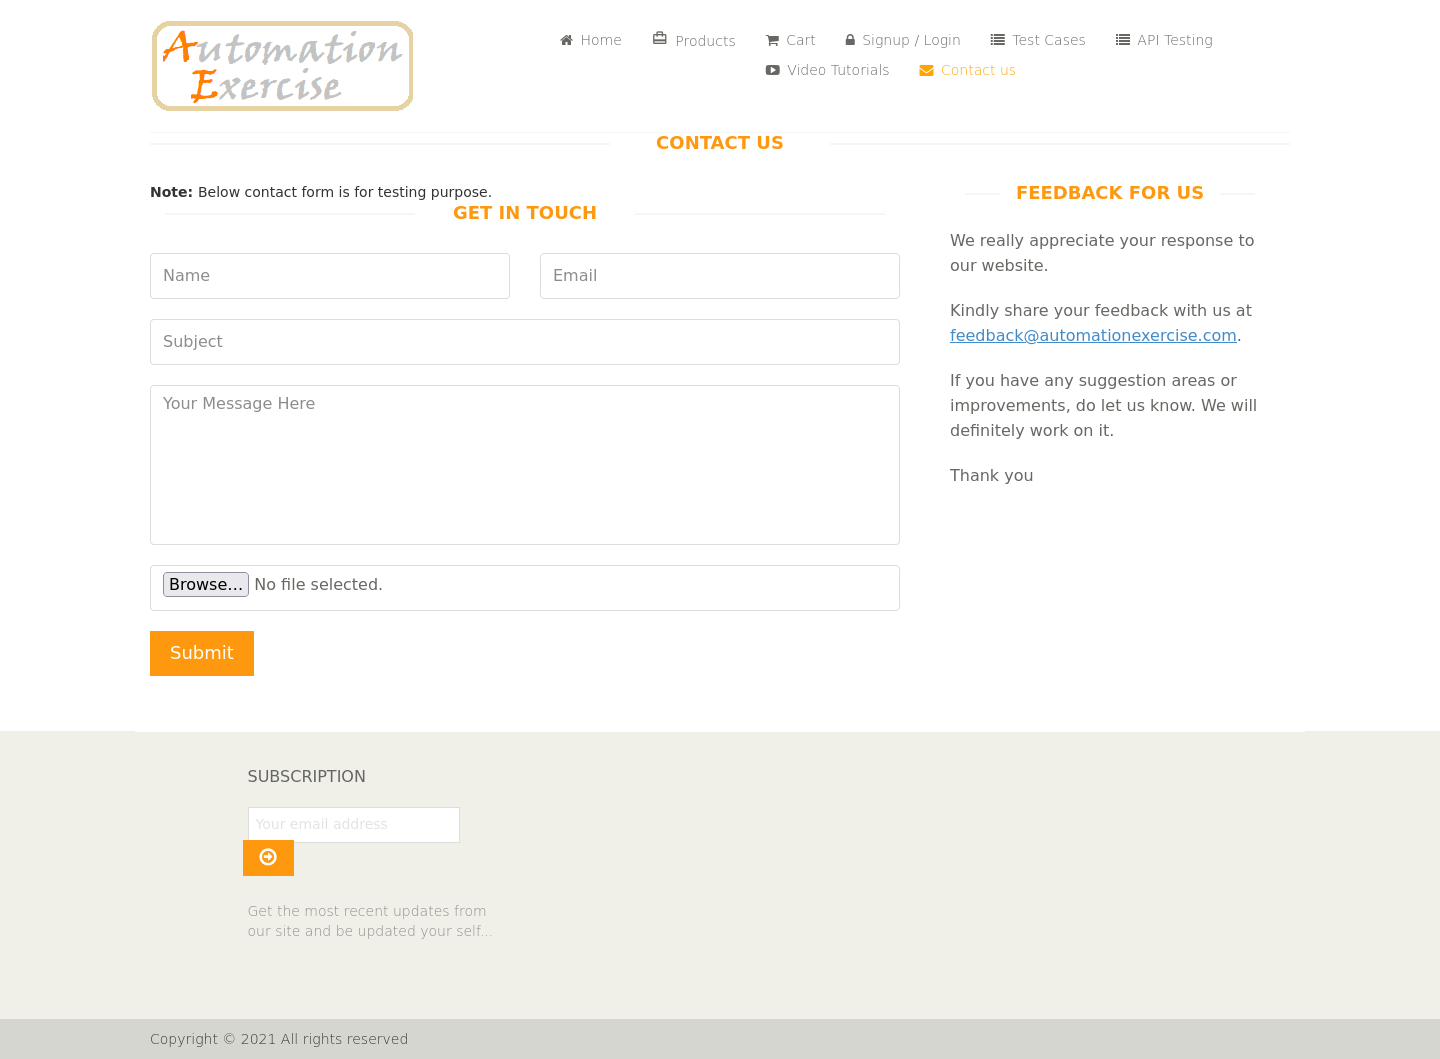 Automation
Exercise
Home
Products
Cart
Signup / Login
Test Cases
API Testing
Video Tutorials
Contact us
CONTACT US
Note: Below contact form is for testing purpose.
GET IN TOUCH
Name
Email
Subject
Your Message Here
Browse... No file selected.
Submit
FEEDBACK FOR US
We really appreciate your response to
our website.
Kindly share your feedback with us at
feedback@automationexercise.com.
If you have any suggestion areas or
improvements, do let us know. We will
definitely work on it.
Thank you
SUBSCRIPTION
Your email address
Get the most recent updates from
our site and be updated your self...
Copyright © 2021 All rights reserved